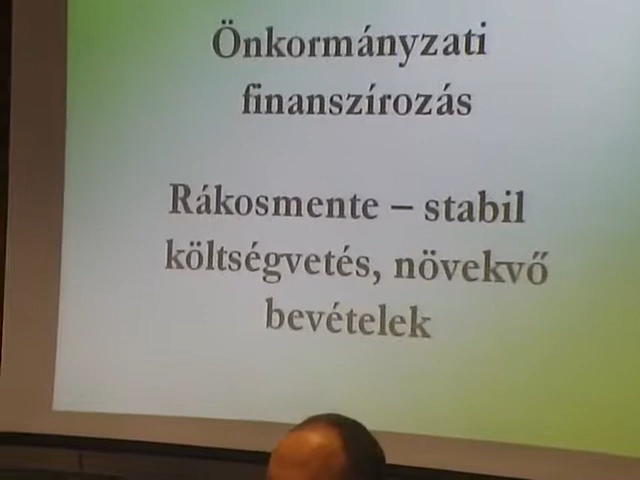 Önkormányzati
finanszírozás
Rákosmente – stabil
költségvetés, növekvő
bevételek